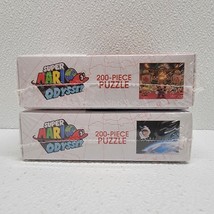 SUPER
MARIO
ODYSSEY
200-PIECE
PUZZLE
SUPER
MARIO
ODYSSEY
200-PIECE
PUZZLE